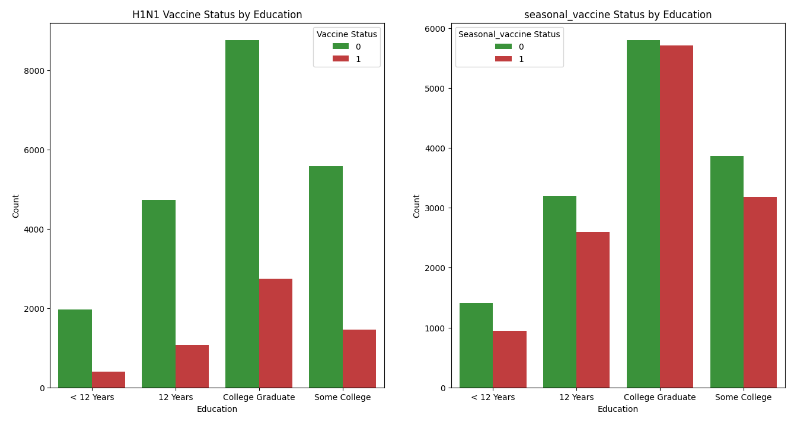 H1N1 Vaccine Status by Education
Vaccine Status
0
1
8000
6000
4000
2000
0
Count
< 12 Years
12 Years
College Graduate
Some College
Education
seasonal_vaccine Status by Education
Seasonal_vaccine Status
0
1
6000
5000
4000
3000
2000
1000
0
Count
< 12 Years
12 Years
College Graduate
Some College
Education